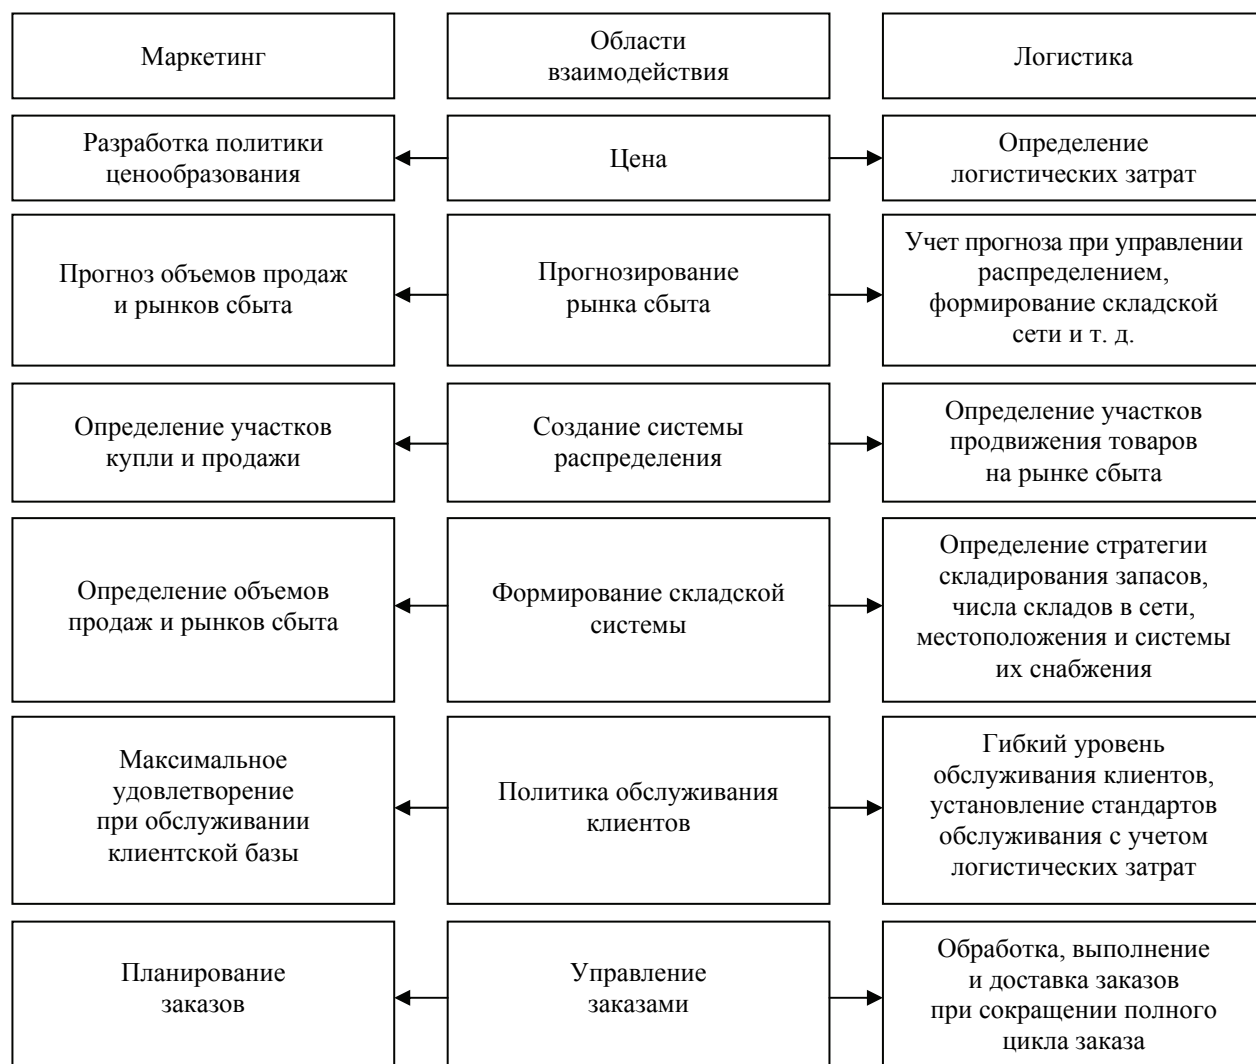 Маркетинг
Области
взаимодействия
Логистика
Разработка политики
ценообразования
Цена
Определение
логистических затрат
Прогноз объемов продаж
и рынков сбыта
Прогнозирование
рынка сбыта
Учет прогноза при управлении
распределением,
формирование складской
сети и т. д.
Определение участков
купли и продажи
Создание системы
распределения
Определение участков
продвижения товаров
на рынке сбыта
Определение объемов
продаж и рынков сбыта
Формирование складской
системы
Определение стратегии
складирования запасов,
числа складов в сети,
местоположения и системы
их снабжения
Максимальное
удовлетворение
при обслуживании
клиентской базы
Политика обслуживания
клиентов
Гибкий уровень
обслуживания клиентов,
установление стандартов
обслуживания с учетом
логистических затрат
Планирование
заказов
Управление
заказами
Обработка, выполнение
и доставка заказов
при сокращении полного
цикла заказа